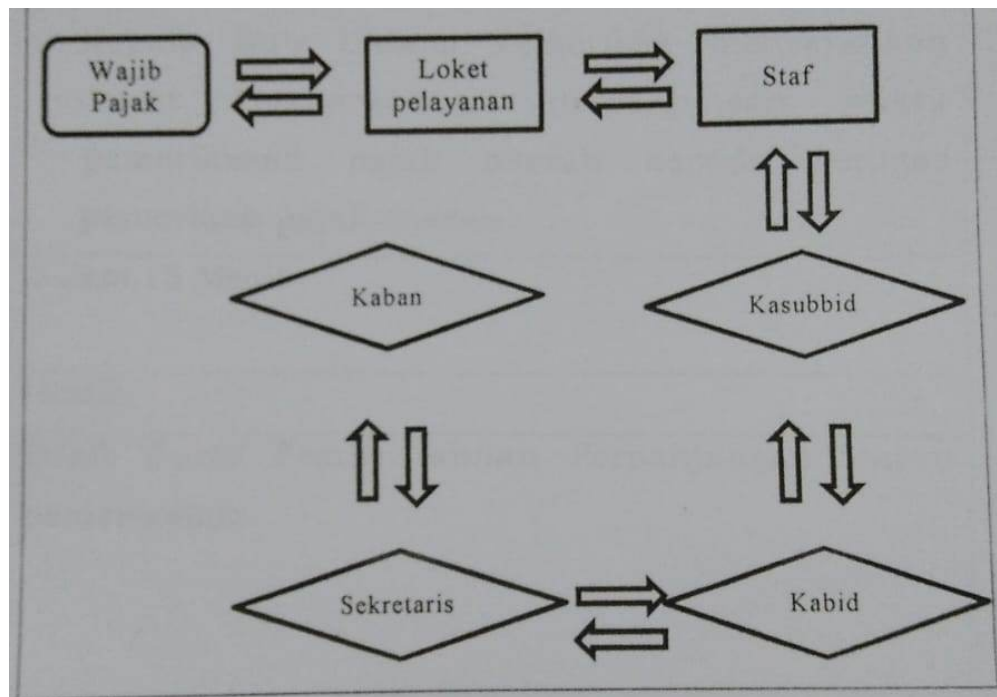 Wajib
Pajak
Loket
pelayanan
Staf
Kaban
Kasubbid
Sekretaris
Kabid